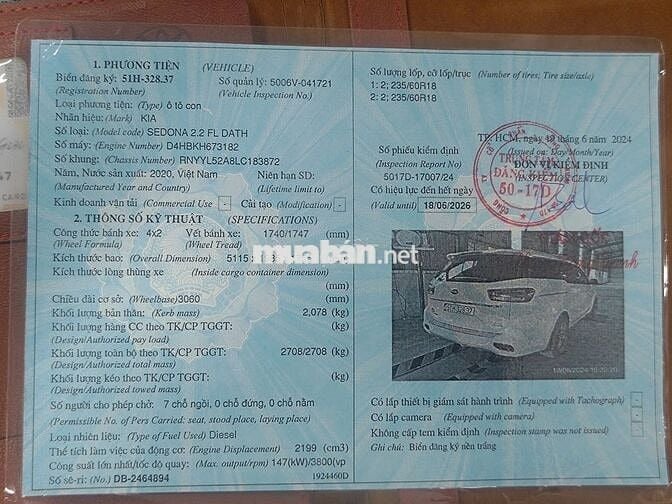 1. PHƯƠNG TIỆN (VEHICLE)
Biển đăng ký: 51H-328.37 Số quản lý: 5006V-041721
(Registration Number) (Vehicle Inspection No.)
Loại phương tiện: (Type) ô tô con
Nhãn hiệu: (Mark) KIA
Số loại: (Model code) SEDONA 2.2 FL DATH
Số máy: (Engine Number) D4HBKH673182
Số khung: (Chassis Number) RNYYL52A8LC183872
Năm, Nước sản xuất: 2020, Việt Nam Niên hạn SD:
(Manufactured Year and Country) (Lifetime limit to)
Kinh doanh vận tải (Commercial Use) - Cải tạo (Modification) -
2. THÔNG SỐ KỸ THUẬT (SPECIFICATIONS)
Công thức bánh xe: 4x2 Vết bánh xe: 1740/1747 (mm)
(Wheel Formula) (Wheel Tread)
Kích thước bao: (Overall Dimension) 5115 x (mm)
Kích thước lòng thùng xe (Inside cargo container dimension)
(mm)
Chiều dài cơ sở: (Wheelbase) 3060 (mm)
Khối lượng bản thân: (Kerb mass) 2,078 (kg)
Khối lượng hàng CC theo TK/CP TGGT: (kg)
(Design/Authorized pay load)
Khối lượng toàn bộ theo TK/CP TGGT: 2708/2708 (kg)
(Design/Authorized total mass)
Khối lượng kéo theo TK/CP TGGT: (kg)
(Design/Authorized towed mass)
Số người cho phép chở: 7 chỗ ngồi, 0 chỗ đứng, 0 chỗ nằm
(Permissible No. of Pers Carried: seat, stood place, laying place)
Loại nhiên liệu: (Type of Fuel Used) Diesel
Thể tích làm việc của động cơ: (Engine Displacement) 2199 (cm3)
Công suất lớn nhất/tốc độ quay: (Max. output/rpm) 147(kW)/3800(vp
Số sê-ri: (No.) DB-2464894 1924460D
Số lượng lốp, cỡ lốp/trục (Number of tires; Tire size/axle)
1: 2; 235/60R18
2: 2; 235/60R18
TP. HCM, ngày 19 tháng 6 năm 2024
(Issued on: Day/Month/Year)
Số phiếu kiểm định ĐƠN VỊ KIỂM ĐỊNH
(Inspection Report No) (INSPECTION CENTER)
5017D-17007/24
Có hiệu lực đến hết ngày
(Valid until) 18/06/2026
TRUNG TÂM
ĐĂNG KIỂM
50-17D
muaban.net
Có lắp thiết bị giám sát hành trình (Equipped with Tachograph) -
Có lắp camera (Equipped with camera) -
Không cấp tem kiểm định (Inspection stamp was not issued) -
Ghi chú: Biển đăng ký nền trắng